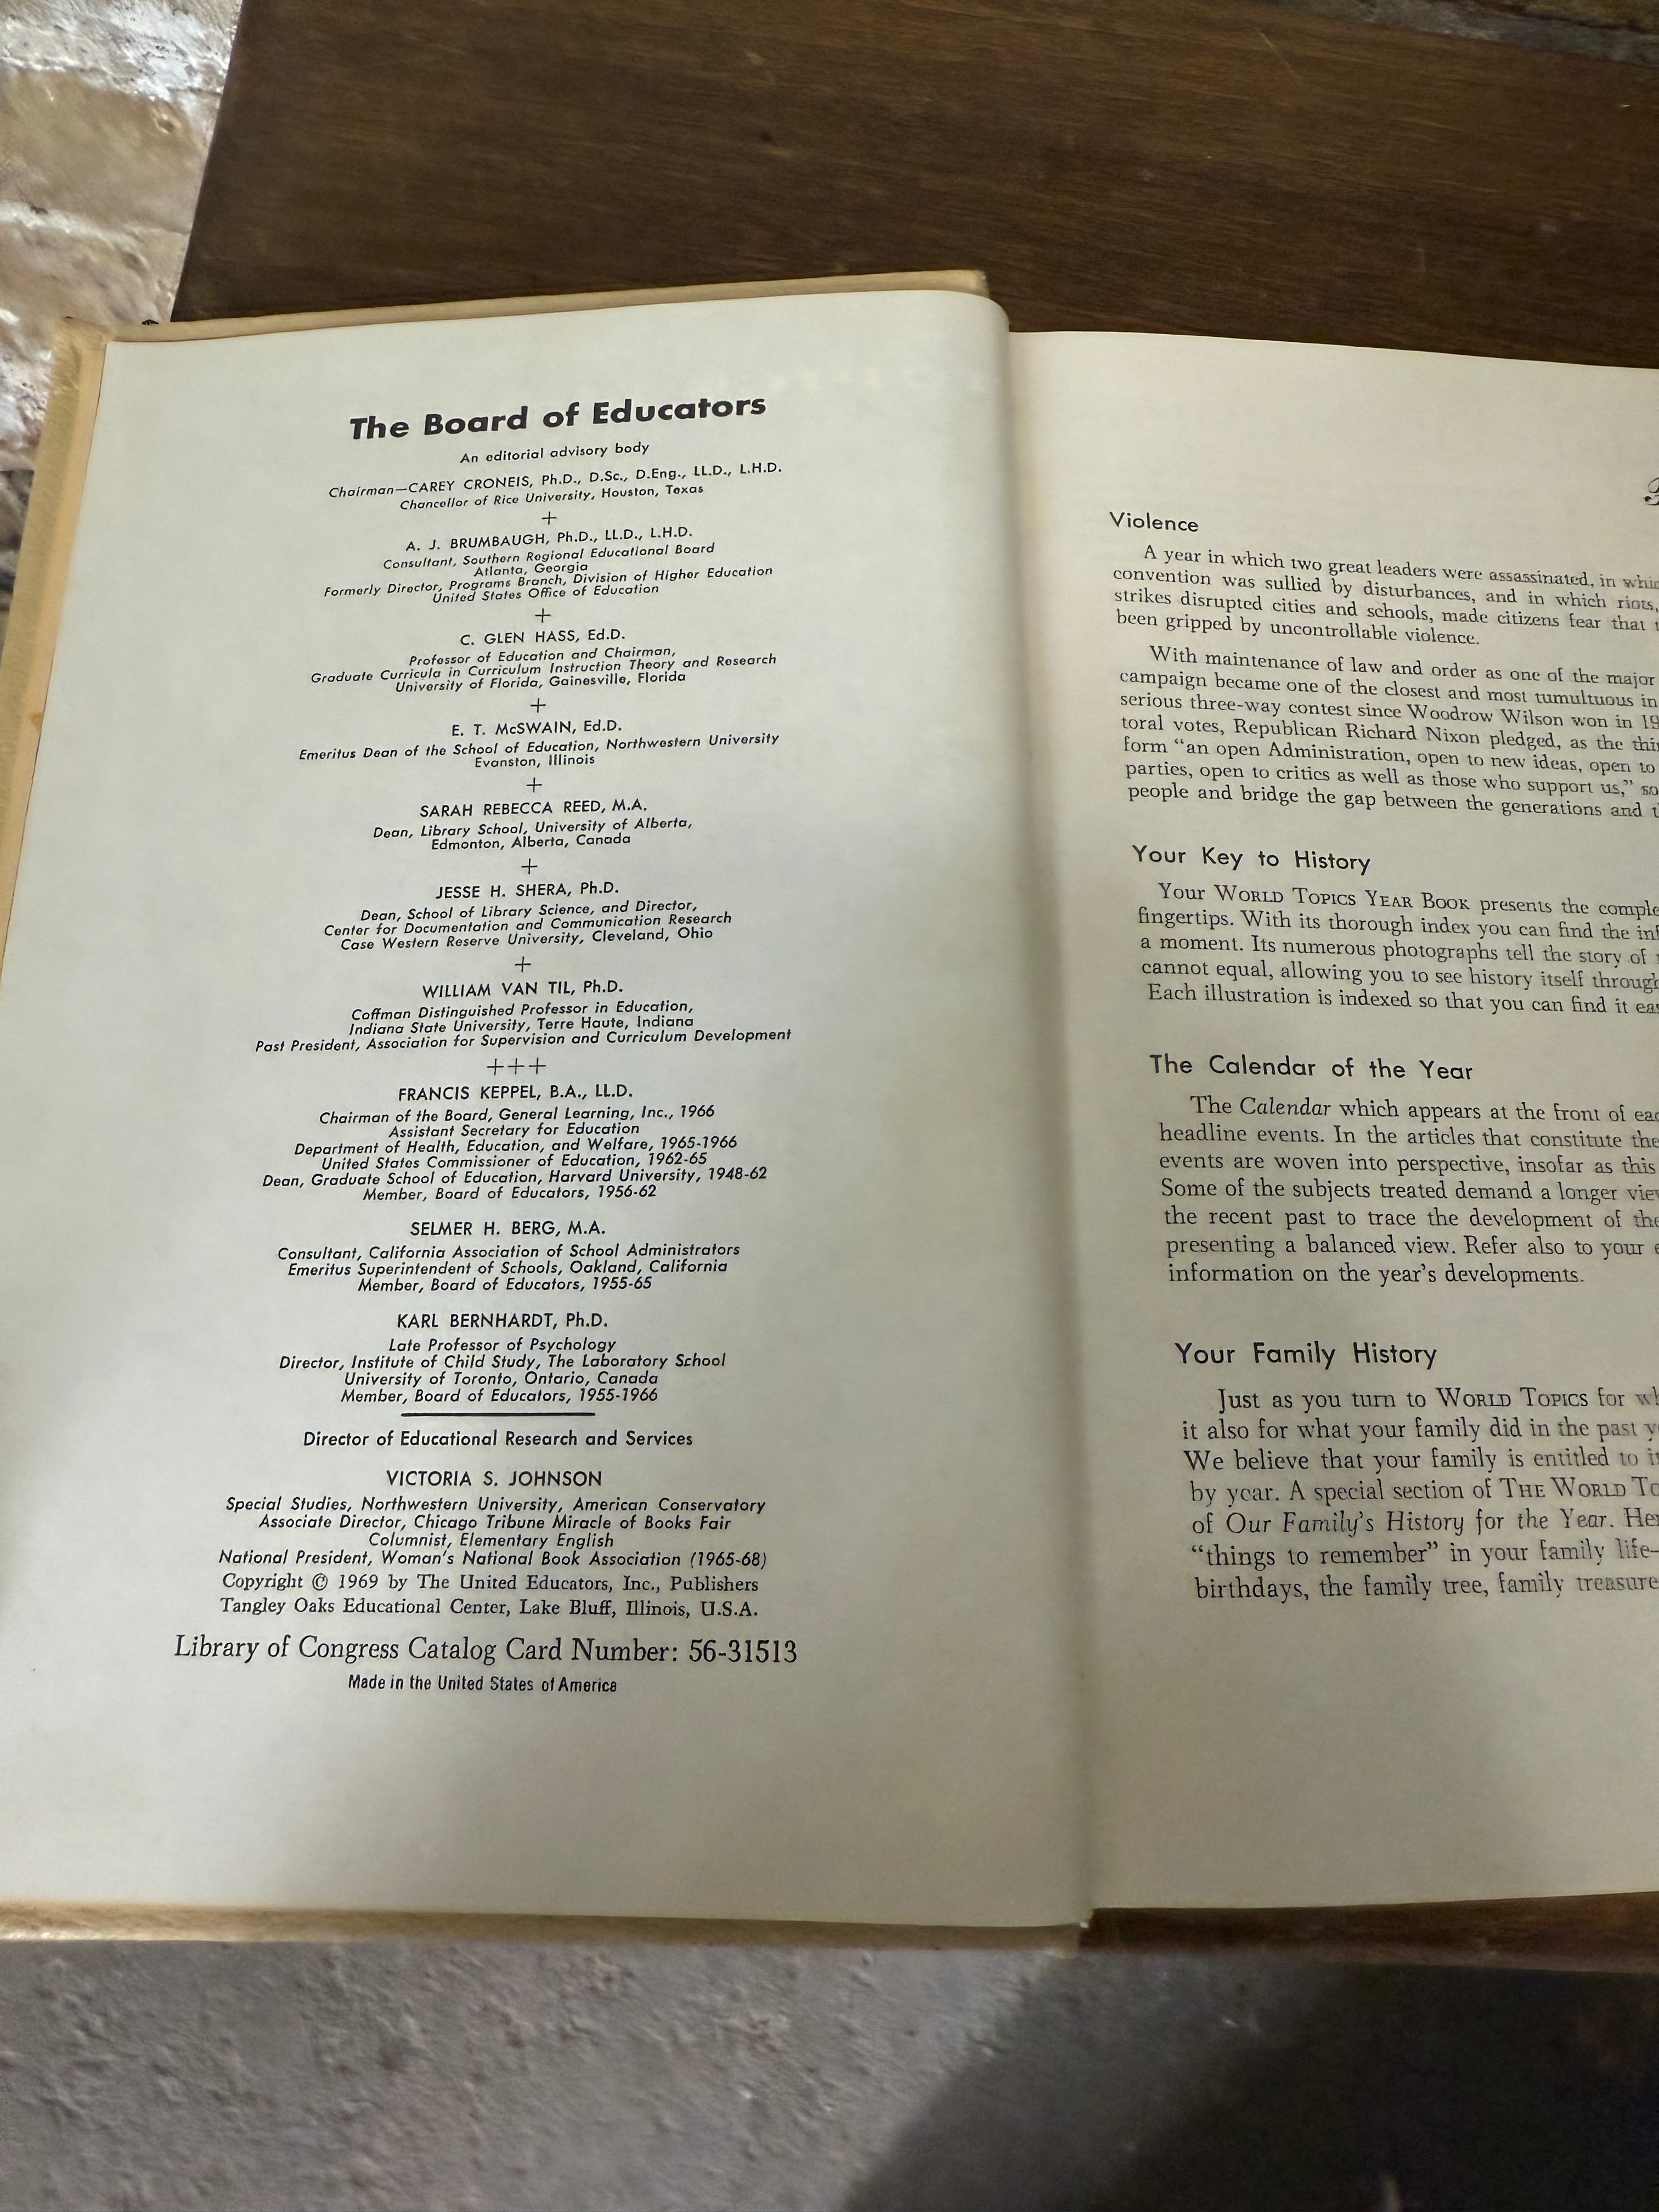 The Board of Educators
An editorial advisory body
Chairman—CAREY CRONEIS, Ph.D., D.Sc., D.Eng., LL.D., L.H.D.
Chancellor of Rice University, Houston, Texas
+
A. J. BRUMBAUGH, Ph.D., LL.D., L.H.D.
Consultant, Southern Regional Educational Board
Atlanta, Georgia
Formerly Director, Programs Branch, Division of Higher Education
United States Office of Education
+
C. GLEN HASS, Ed.D.
Professor of Education and Chairman,
Graduate Curricula in Curriculum Instruction Theory and Research
University of Florida, Gainesville, Florida
+
E. T. McSWAIN, Ed.D.
Emeritus Dean of the School of Education, Northwestern University
Evanston, Illinois
+
SARAH REBECCA REED, M.A.
Dean, Library School, University of Alberta,
Edmonton, Alberta, Canada
+
JESSE H. SHERA, Ph.D.
Dean, School of Library Science, and Director,
Center for Documentation and Communication Research
Case Western Reserve University, Cleveland, Ohio
+
WILLIAM VAN TIL, Ph.D.
Coffman Distinguished Professor in Education,
Indiana State University, Terre Haute, Indiana
Past President, Association for Supervision and Curriculum Development
+++
FRANCIS KEPPEL, B.A., LL.D.
Chairman of the Board, General Learning, Inc., 1966
Assistant Secretary for Education
Department of Health, Education, and Welfare, 1965-1966
United States Commissioner of Education, 1962-65
Dean, Graduate School of Education, Harvard University, 1948-62
Member, Board of Educators, 1956-62
SELMER H. BERG, M.A.
Consultant, California Association of School Administrators
Emeritus Superintendent of Schools, Oakland, California
Member, Board of Educators, 1955-65
KARL BERNHARDT, Ph.D.
Late Professor of Psychology
Director, Institute of Child Study, The Laboratory School
University of Toronto, Ontario, Canada
Member, Board of Educators, 1955-1966
Director of Educational Research and Services
VICTORIA S. JOHNSON
Special Studies, Northwestern University, American Conservatory
Associate Director, Chicago Tribune Miracle of Books Fair
Columnist, Elementary English
National President, Woman's National Book Association (1965-68)
Copyright © 1969 by The United Educators, Inc., Publishers
Tangley Oaks Educational Center, Lake Bluff, Illinois, U.S.A.
Library of Congress Catalog Card Number: 56-31513
Made in the United States of America
Violence
A year in which two great leaders were assassinated, in
convention was sullied by disturbances, and in which riots,
strikes disrupted cities and schools, made citizens fear that
been gripped by uncontrollable violence.
With maintenance of law and order as one of the major
campaign became one of the closest and most tumultuous in
serious three-way contest since Woodrow Wilson won in 19
toral votes, Republican Richard Nixon pledged, as the
form "an open Administration, open to new ideas, open to
parties, open to critics as well as those who support us," so
people and bridge the gap between the generations and
Your Key to History
Your WORLD TOPICS YEAR BOOK presents the
fingertips. With its thorough index you can find the
a moment. Its numerous photographs tell the story of
cannot equal, allowing you to see history itself
Each illustration is indexed so that you can find it
The Calendar of the Year
The Calendar which appears at the front of
headline events. In the articles that constitute the
events are woven into perspective, insofar as this
Some of the subjects treated demand a longer
the recent past to trace the development of
presenting a balanced view. Refer also to your
information on the year's developments.
Your Family History
Just as you turn to WORLD TOPICS for
it also for what your family did in the past
We believe that your family is entitled to
by year. A special section of THE WORLD
of Our Family's History for the Year.
"things to remember" in your family life—
birthdays, the family tree, family